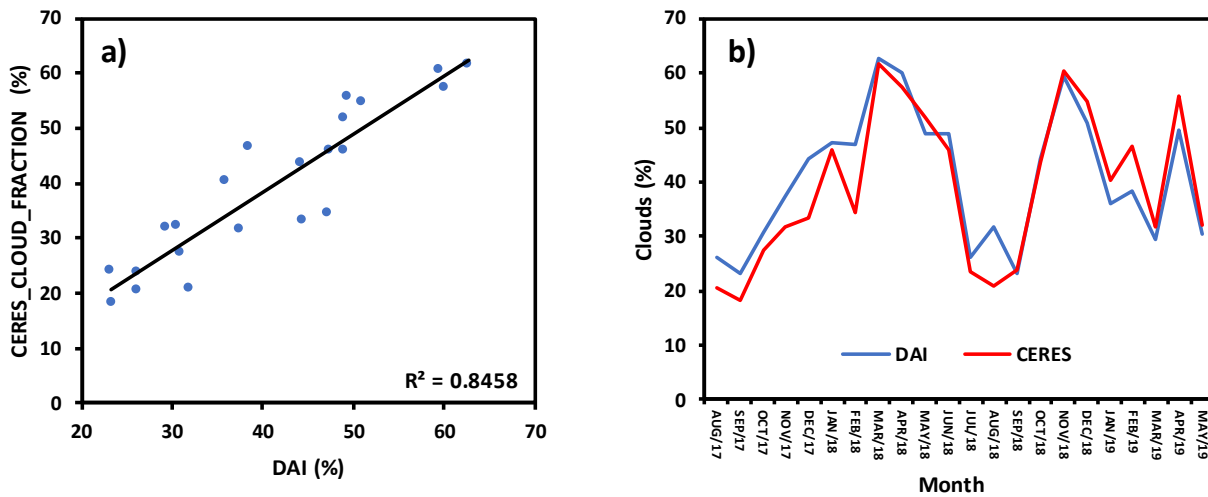 a)
70
60
50
40
30
20
10
0
CERES_CLOUD_FRACTION (%)
20 30 40 50 60 70
DAI (%)
R² = 0.8458
b)
70
60
50
40
30
20
10
0
Clouds (%)
DAI CERES
AUG/17 SEP/17 OCT/17 NOV/17 DEC/17 JAN/18 FEB/18 MAR/18 APR/18 MAY/18 JUN/18 JUL/18 AUG/18 SEP/18 OCT/18 NOV/18 DEC/18 JAN/19 FEB/19 MAR/19 APR/19 MAY/19
Month